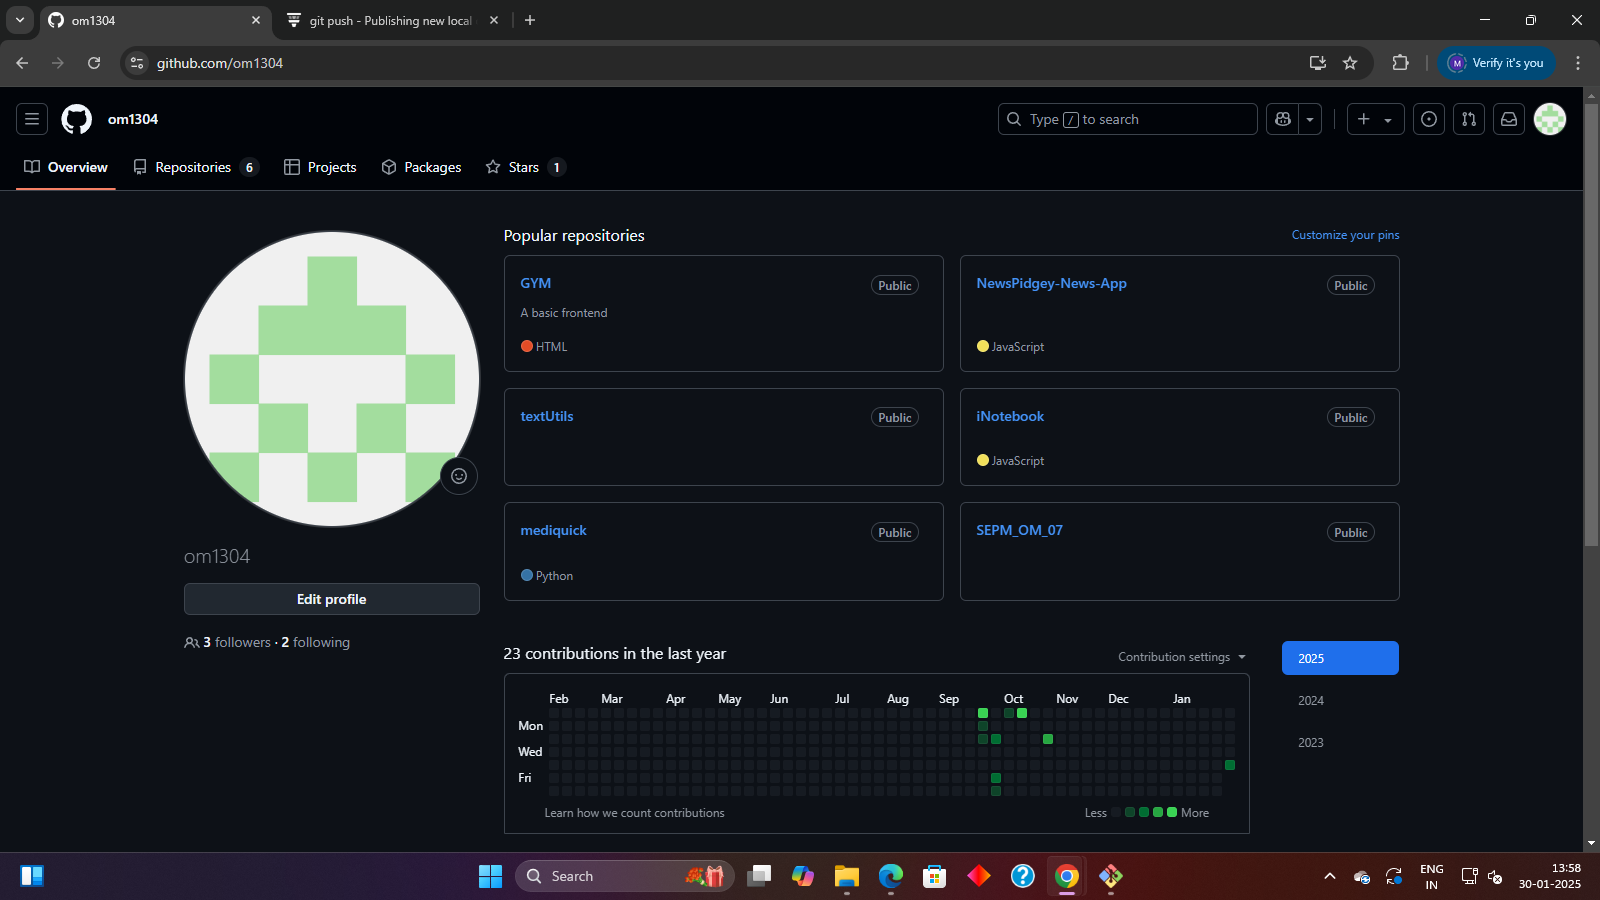 om1304
git push - Publishing new local
github.com/om1304
M
Verify it's you
om1304
Type / to search
Overview
Repositories 6
Projects
Packages
Stars 1
Popular repositories
Customize your pins
GYM
Public
A basic frontend
HTML
NewsPidgey-News-App
Public
JavaScript
textUtils
Public
iNotebook
Public
JavaScript
mediquick
Public
Python
SEPM_OM_07
Public
om1304
Edit profile
3 followers · 2 following
23 contributions in the last year
Contribution settings
2025
2024
2023
Feb Mar Apr May Jun Jul Aug Sep Oct Nov Dec Jan
Mon
Wed
Fri
Learn how we count contributions
Less More
Search
ENG
IN
13:58
30-01-2025